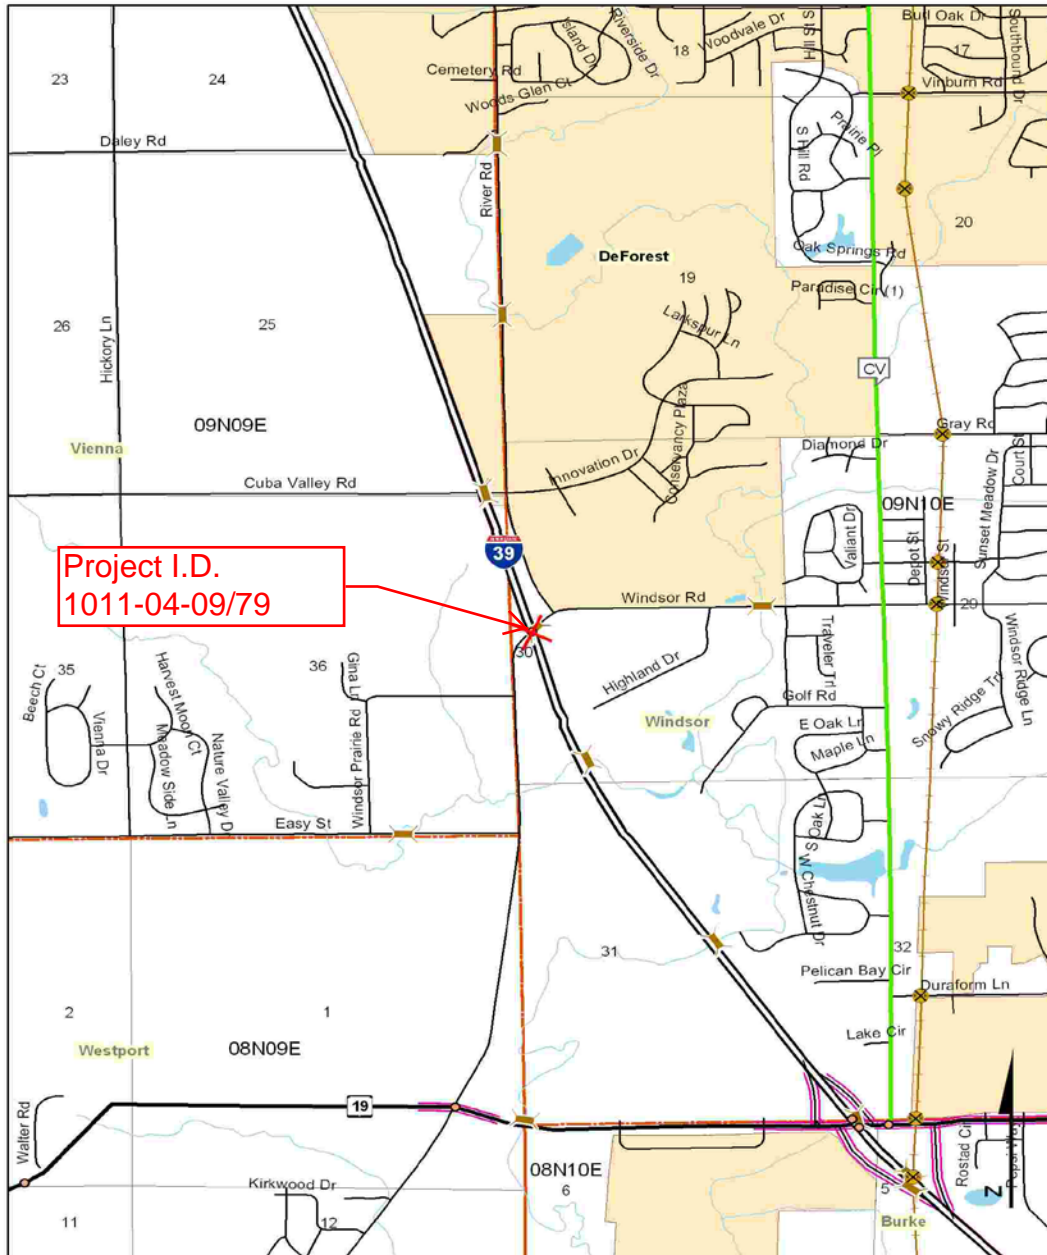 Bull Oak Dr
Southbound Dr
17
Vinburn Rd
Hill St S
Woodvale Dr
18
Riverside Dr
Island Dr
Cemetery Rd
Woods Glen Ct
23
24
Daley Rd
River Rd
Prairie Pl
S Hill Rd
20
Oak Springs Rd
DeForest
19
Paradise Cir (1)
26
25
Hickory Ln
Larkspur Ln
CV
09N09E
Vienna
Conservancy Plaza
Gray Rd
Diamond Dr
Court St
Sunset Meadow Dr
Innovation Dr
Cuba Valley Rd
09N10E
Valiant Dr
Depot St
Windsor St
39
Project I.D.
1011-04-09/79
Windsor Rd
29
30
Traveler Trl
Windsor Ridge Ln
Highland Dr
Golf Rd
Snowy Ridge Trl
Beech Ct
35
Harvest Moon Ct
36
Gina Ln
Windsor
E Oak Ln
Maple Ln
Vienna Dr
Meadow Side Ln
Nature Valley Dr
Windsor Prairie Rd
Easy St
S Oak Ln
W Chestnut Dr
31
32
Pelican Bay Cir
Duraform Ln
2
1
Lake Cir
Westport
08N09E
19
Walter Rd
Rostad Cir
Pepsi Way
08N10E
6
5
Z
Kirkwood Dr
11
12
Burke